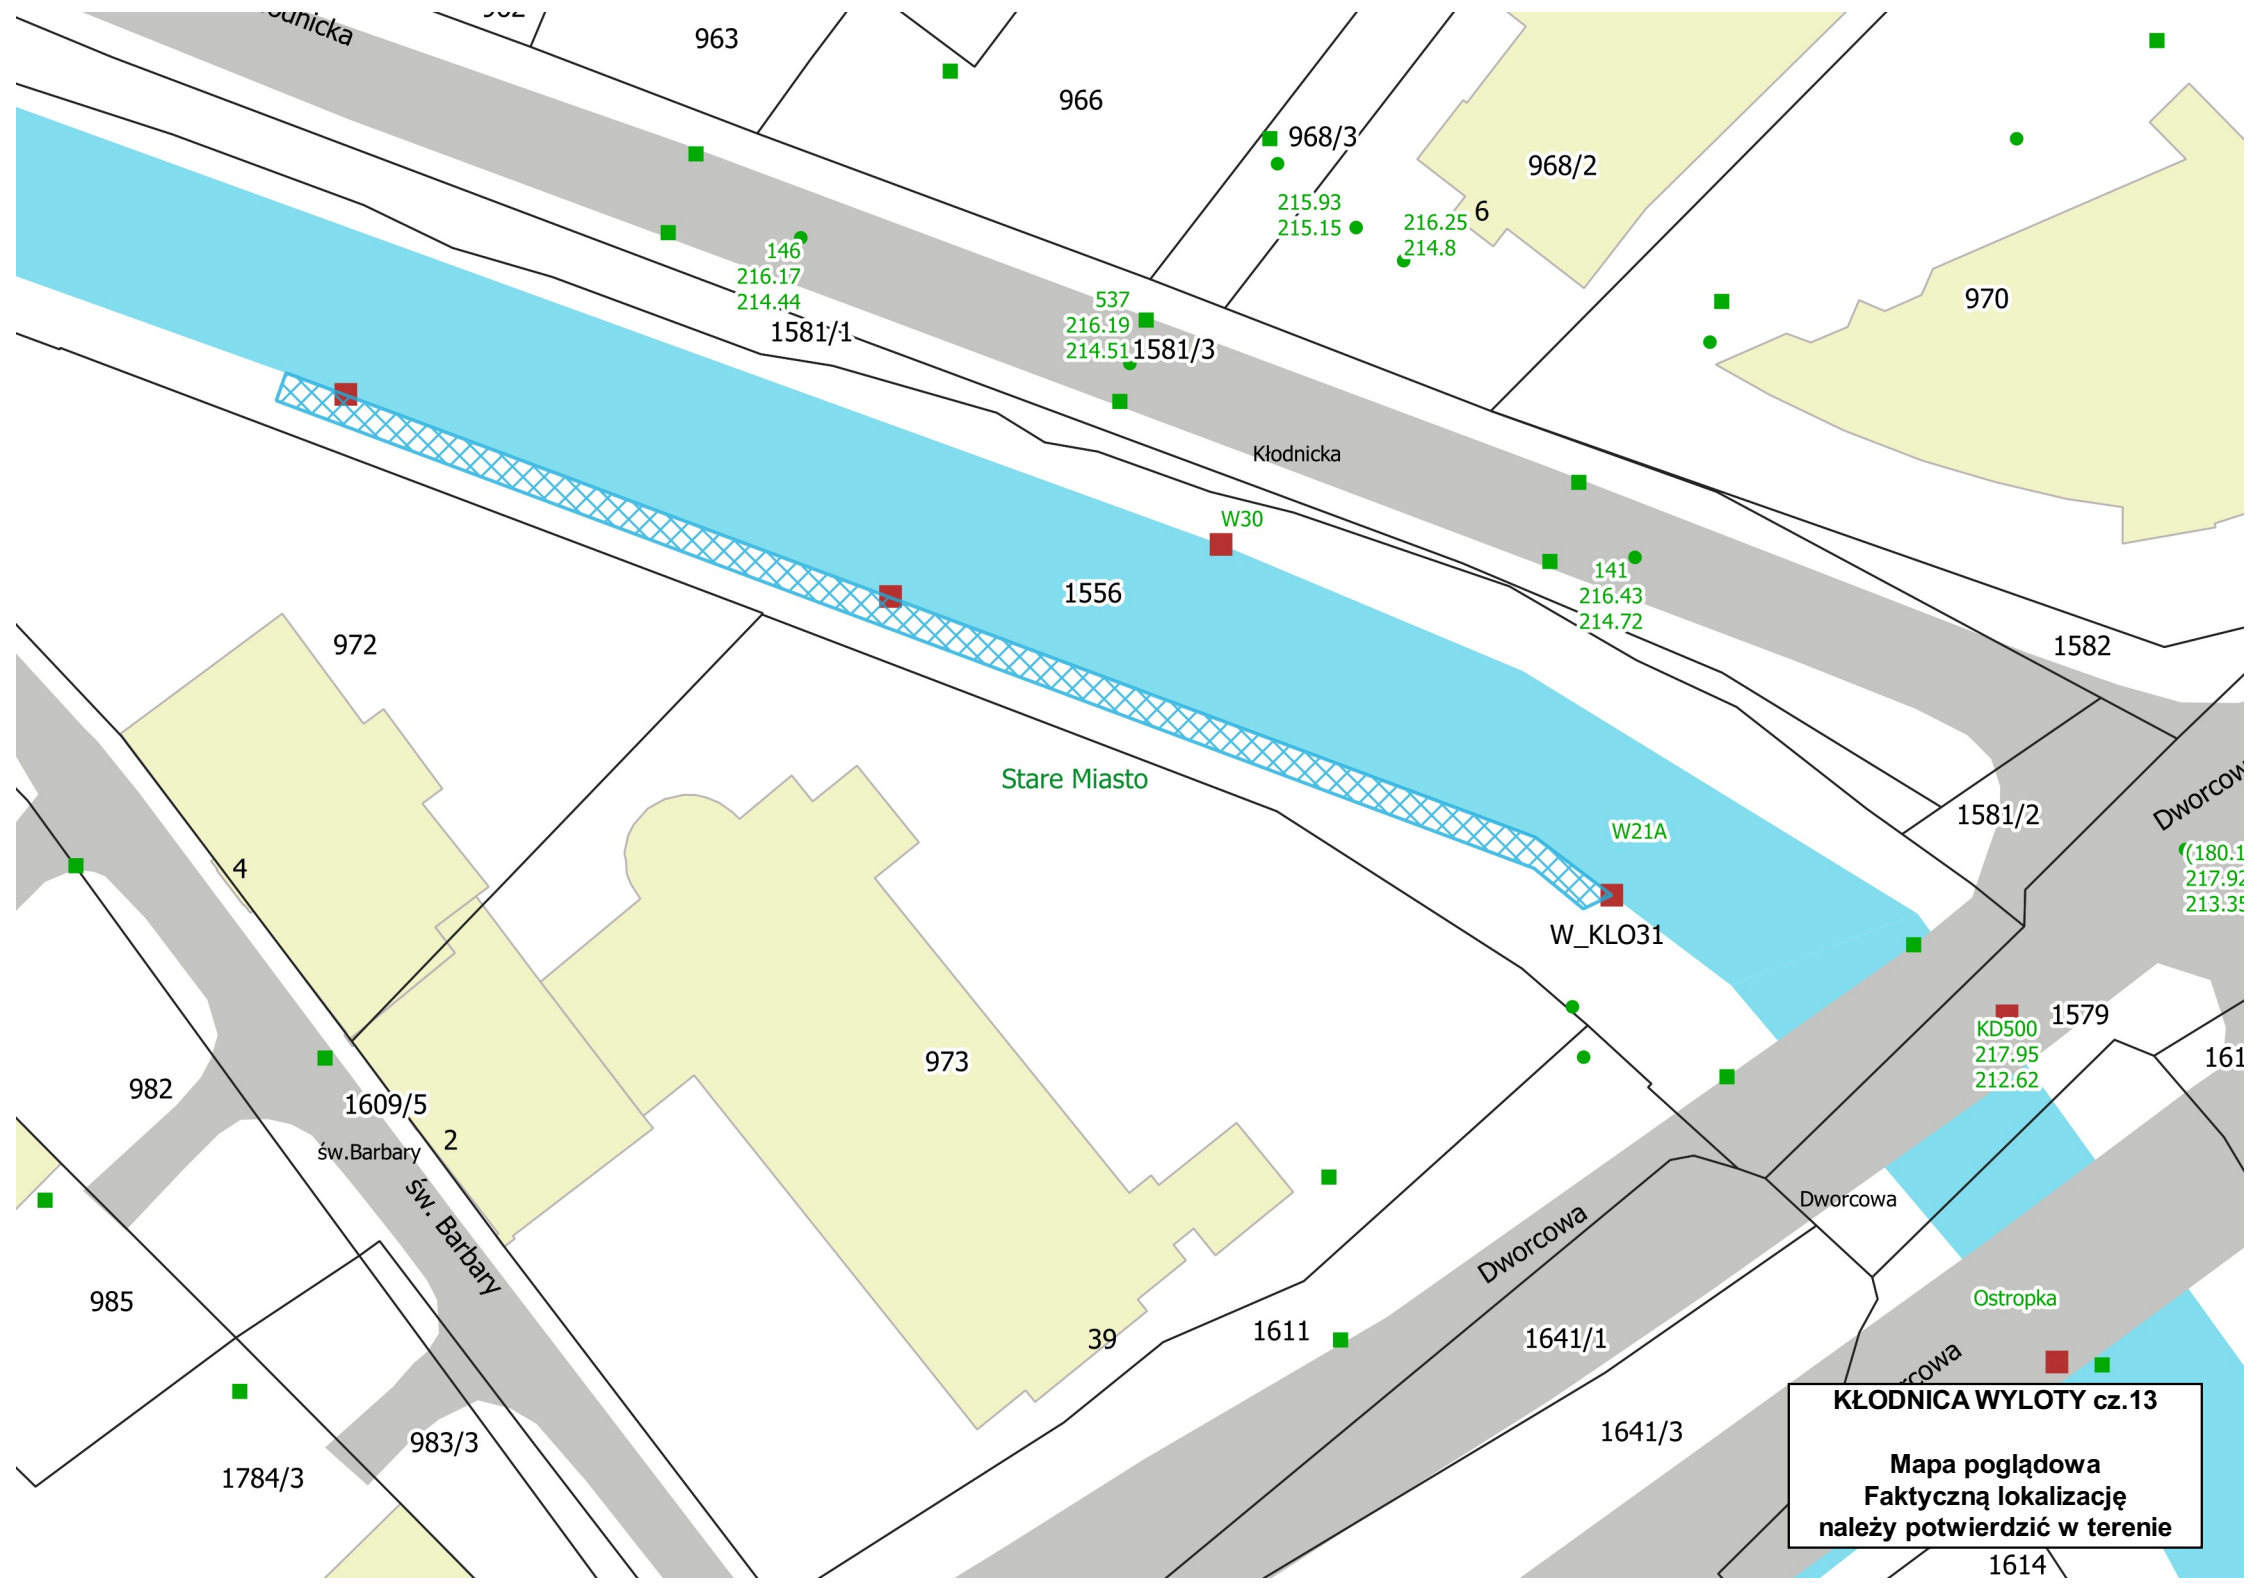 963
966
968/3
968/2
6
215.93
215.15
216.25
214.8
146
216.17
214.44
1581/1
537
216.19
214.51
1581/3
970
Kłodnicka
W30
1556
141
216.43
214.72
972
1582
Stare Miasto
W21A
1581/2
4
217.92
213.35
W_KLO31
973
KD500
217.95
212.62
1579
982
1609/5
św.Barbary
2
św. Barbary
Dworcowa
Dworcowa
985
39
1611
1641/1
Ostropka
983/3
1784/3
1641/3
KŁODNICA WYLOTY cz.13
Mapa poglądowa
Faktyczną lokalizację
należy potwierdzić w terenie
1614